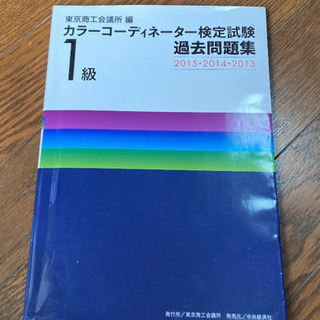 東京商工会議所 編
カラーコーディネーター検定試験
1級
過去問題集
2015・2014・2013
発行所/東京商工会議所 発売元/中央経済社